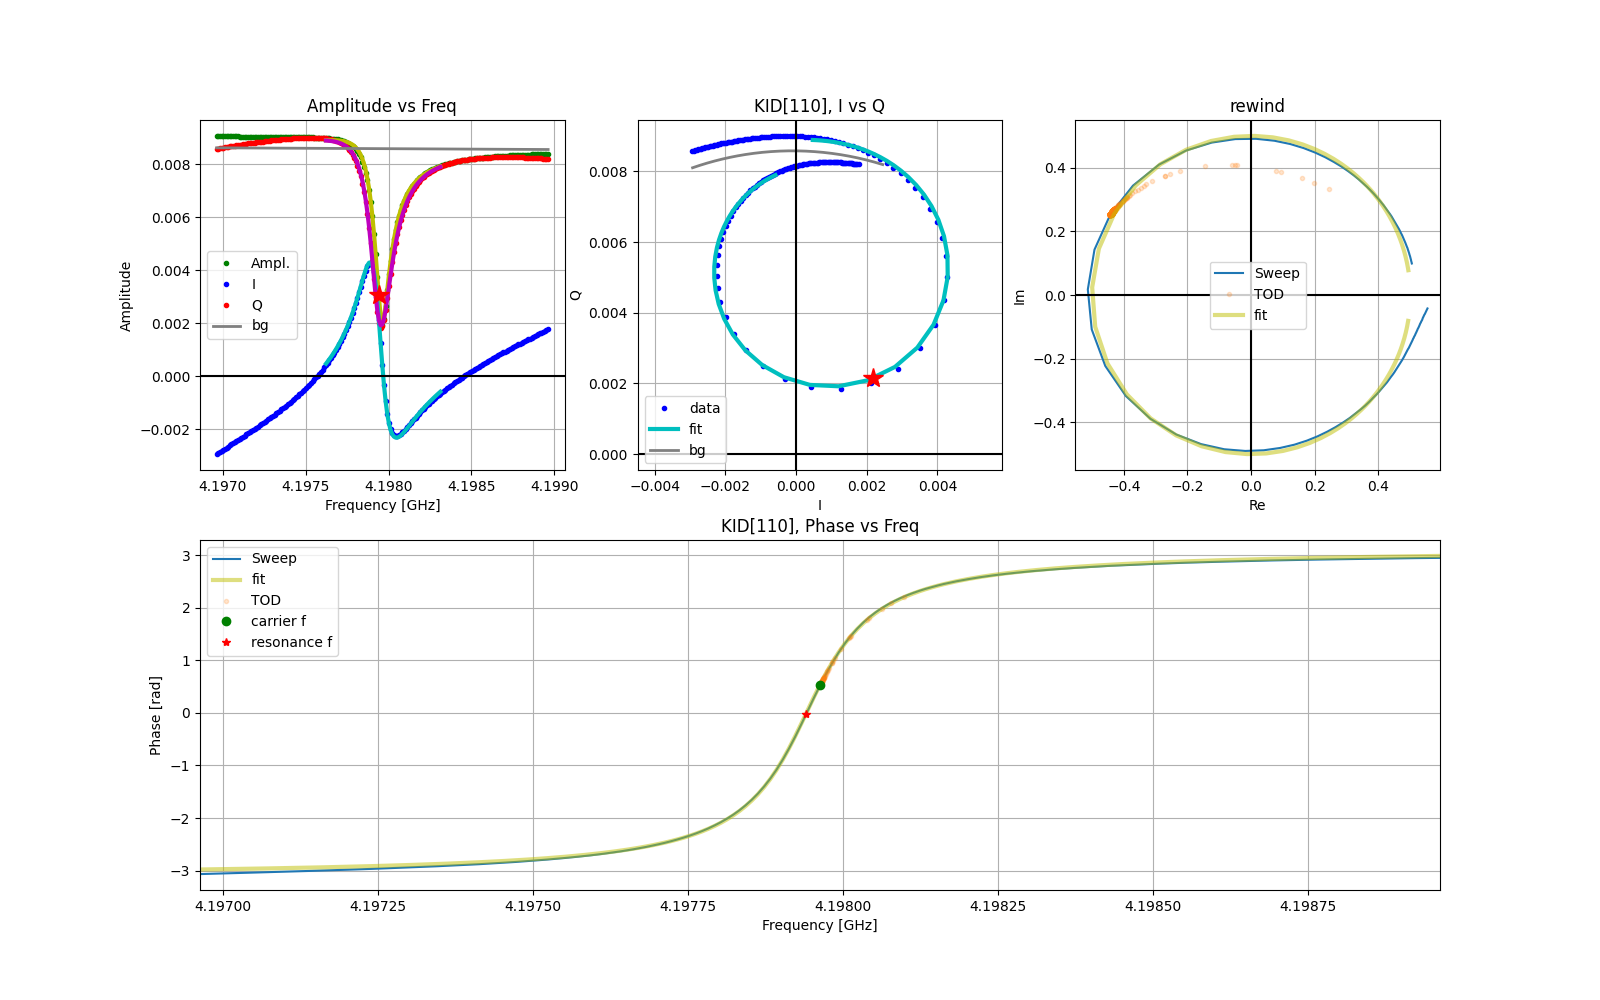 Amplitude vs Freq
Amplitude
0.008
0.006
0.004
0.002
0.000
−0.002
Ampl.
I
Q
bg
4.1970
4.1975
4.1980
4.1985
4.1990
Frequency [GHz]
KID[110], I vs Q
Q
0.008
0.006
0.004
0.002
0.000
data
fit
bg
−0.004
−0.002
0.000
0.002
0.004
I
rewind
Im
0.4
0.2
0.0
−0.2
−0.4
Sweep
TOD
fit
−0.4
−0.2
0.0
0.2
0.4
Re
KID[110], Phase vs Freq
Phase [rad]
3
2
1
0
−1
−2
−3
Sweep
fit
TOD
carrier f
resonance f
4.19700
4.19725
4.19750
4.19775
4.19800
4.19825
4.19850
4.19875
Frequency [GHz]